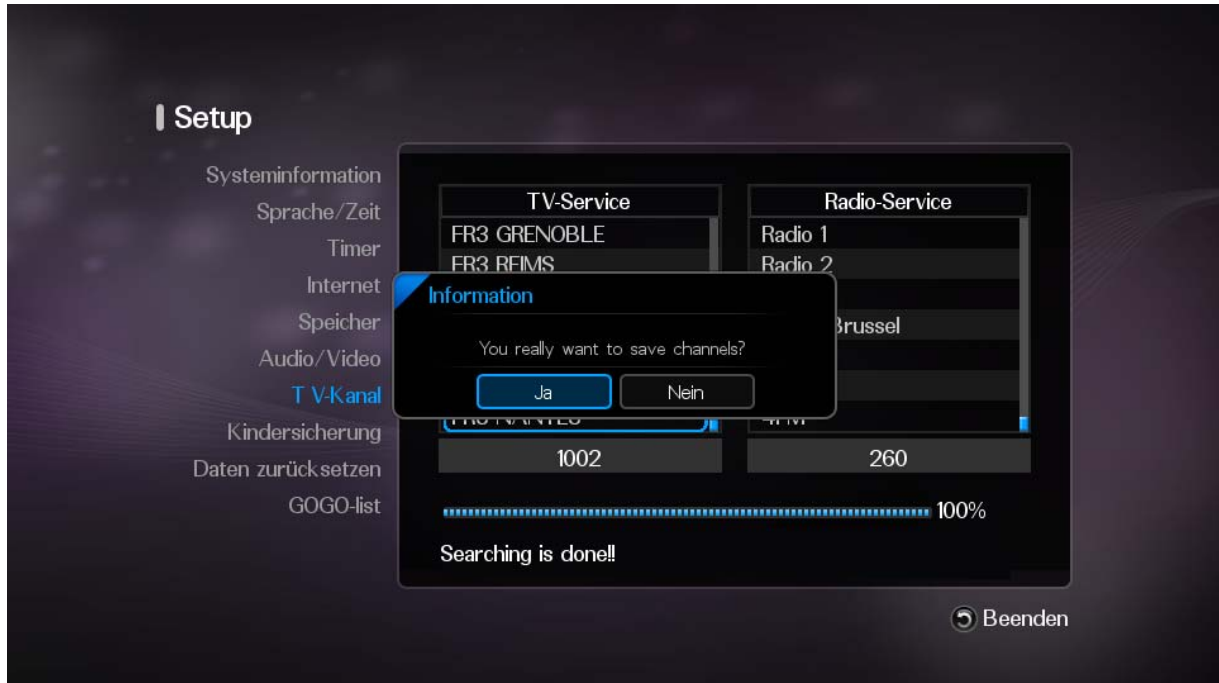 Setup
Systeminformation
Sprache/Zeit
Timer
Internet
Speicher
Audio/Video
T V-Kanal
Kindersicherung
Daten zurücksetzen
GOGO-list
TV-Service
FR3 GRENOBLE
FR3 REIMS
1002
Radio-Service
Radio 1
Radio 2
Brussel
260
Information
You really want to save channels?
Ja
Nein
100%
Searching is done!!
Beenden